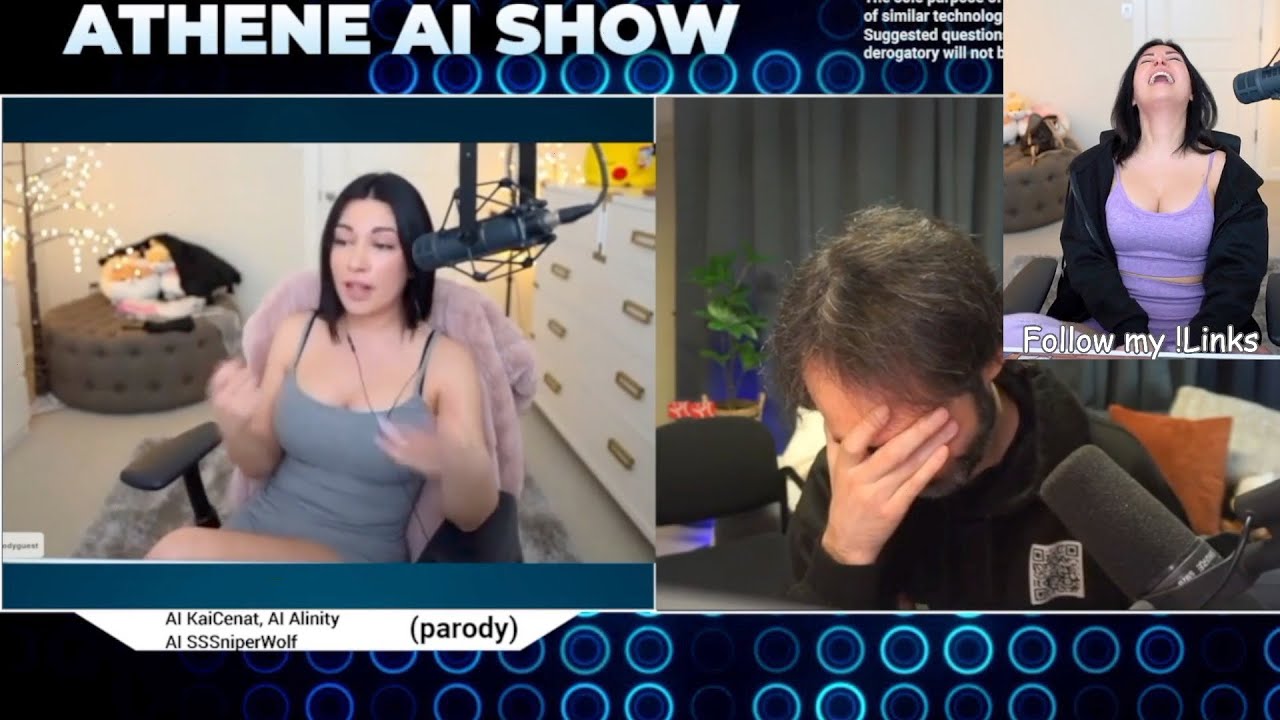 ATHENE AI SHOW
of similar technolog
Suggested question
derogatory will not b
Follow my !Links
AI KaiCenat, AI Alinity
AI SSSniperWolf
(parody)